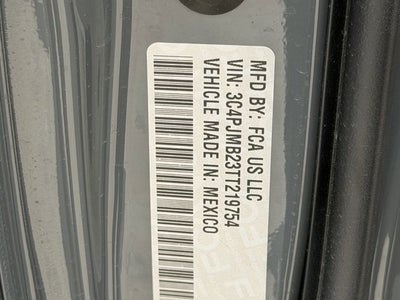 MFD BY: FCA US LLC
VIN: 3C4PJMB23TT219754
VEHICLE MADE IN: MEXICO